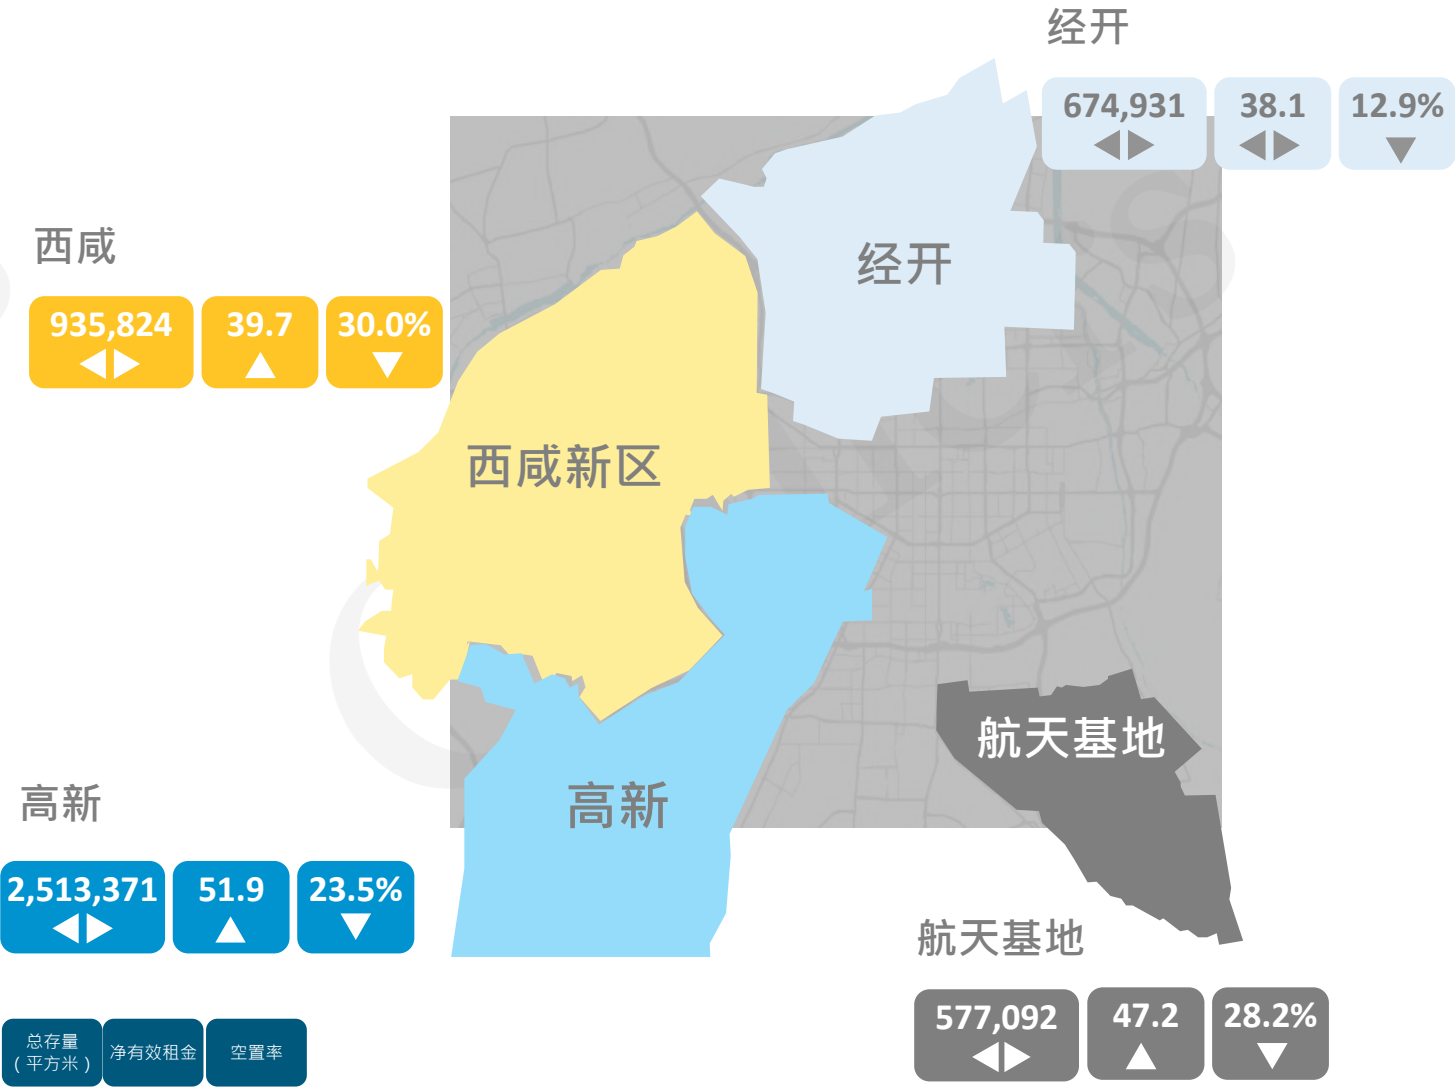 经开
674,931 38.1 12.9%
经开
西咸
935,824 39.7 30.0%
西咸新区
航天基地
高新
高新
2,513,371 51.9 23.5%
航天基地
577,092 47.2 28.2%
总存量
（平方米）
净有效租金
空置率